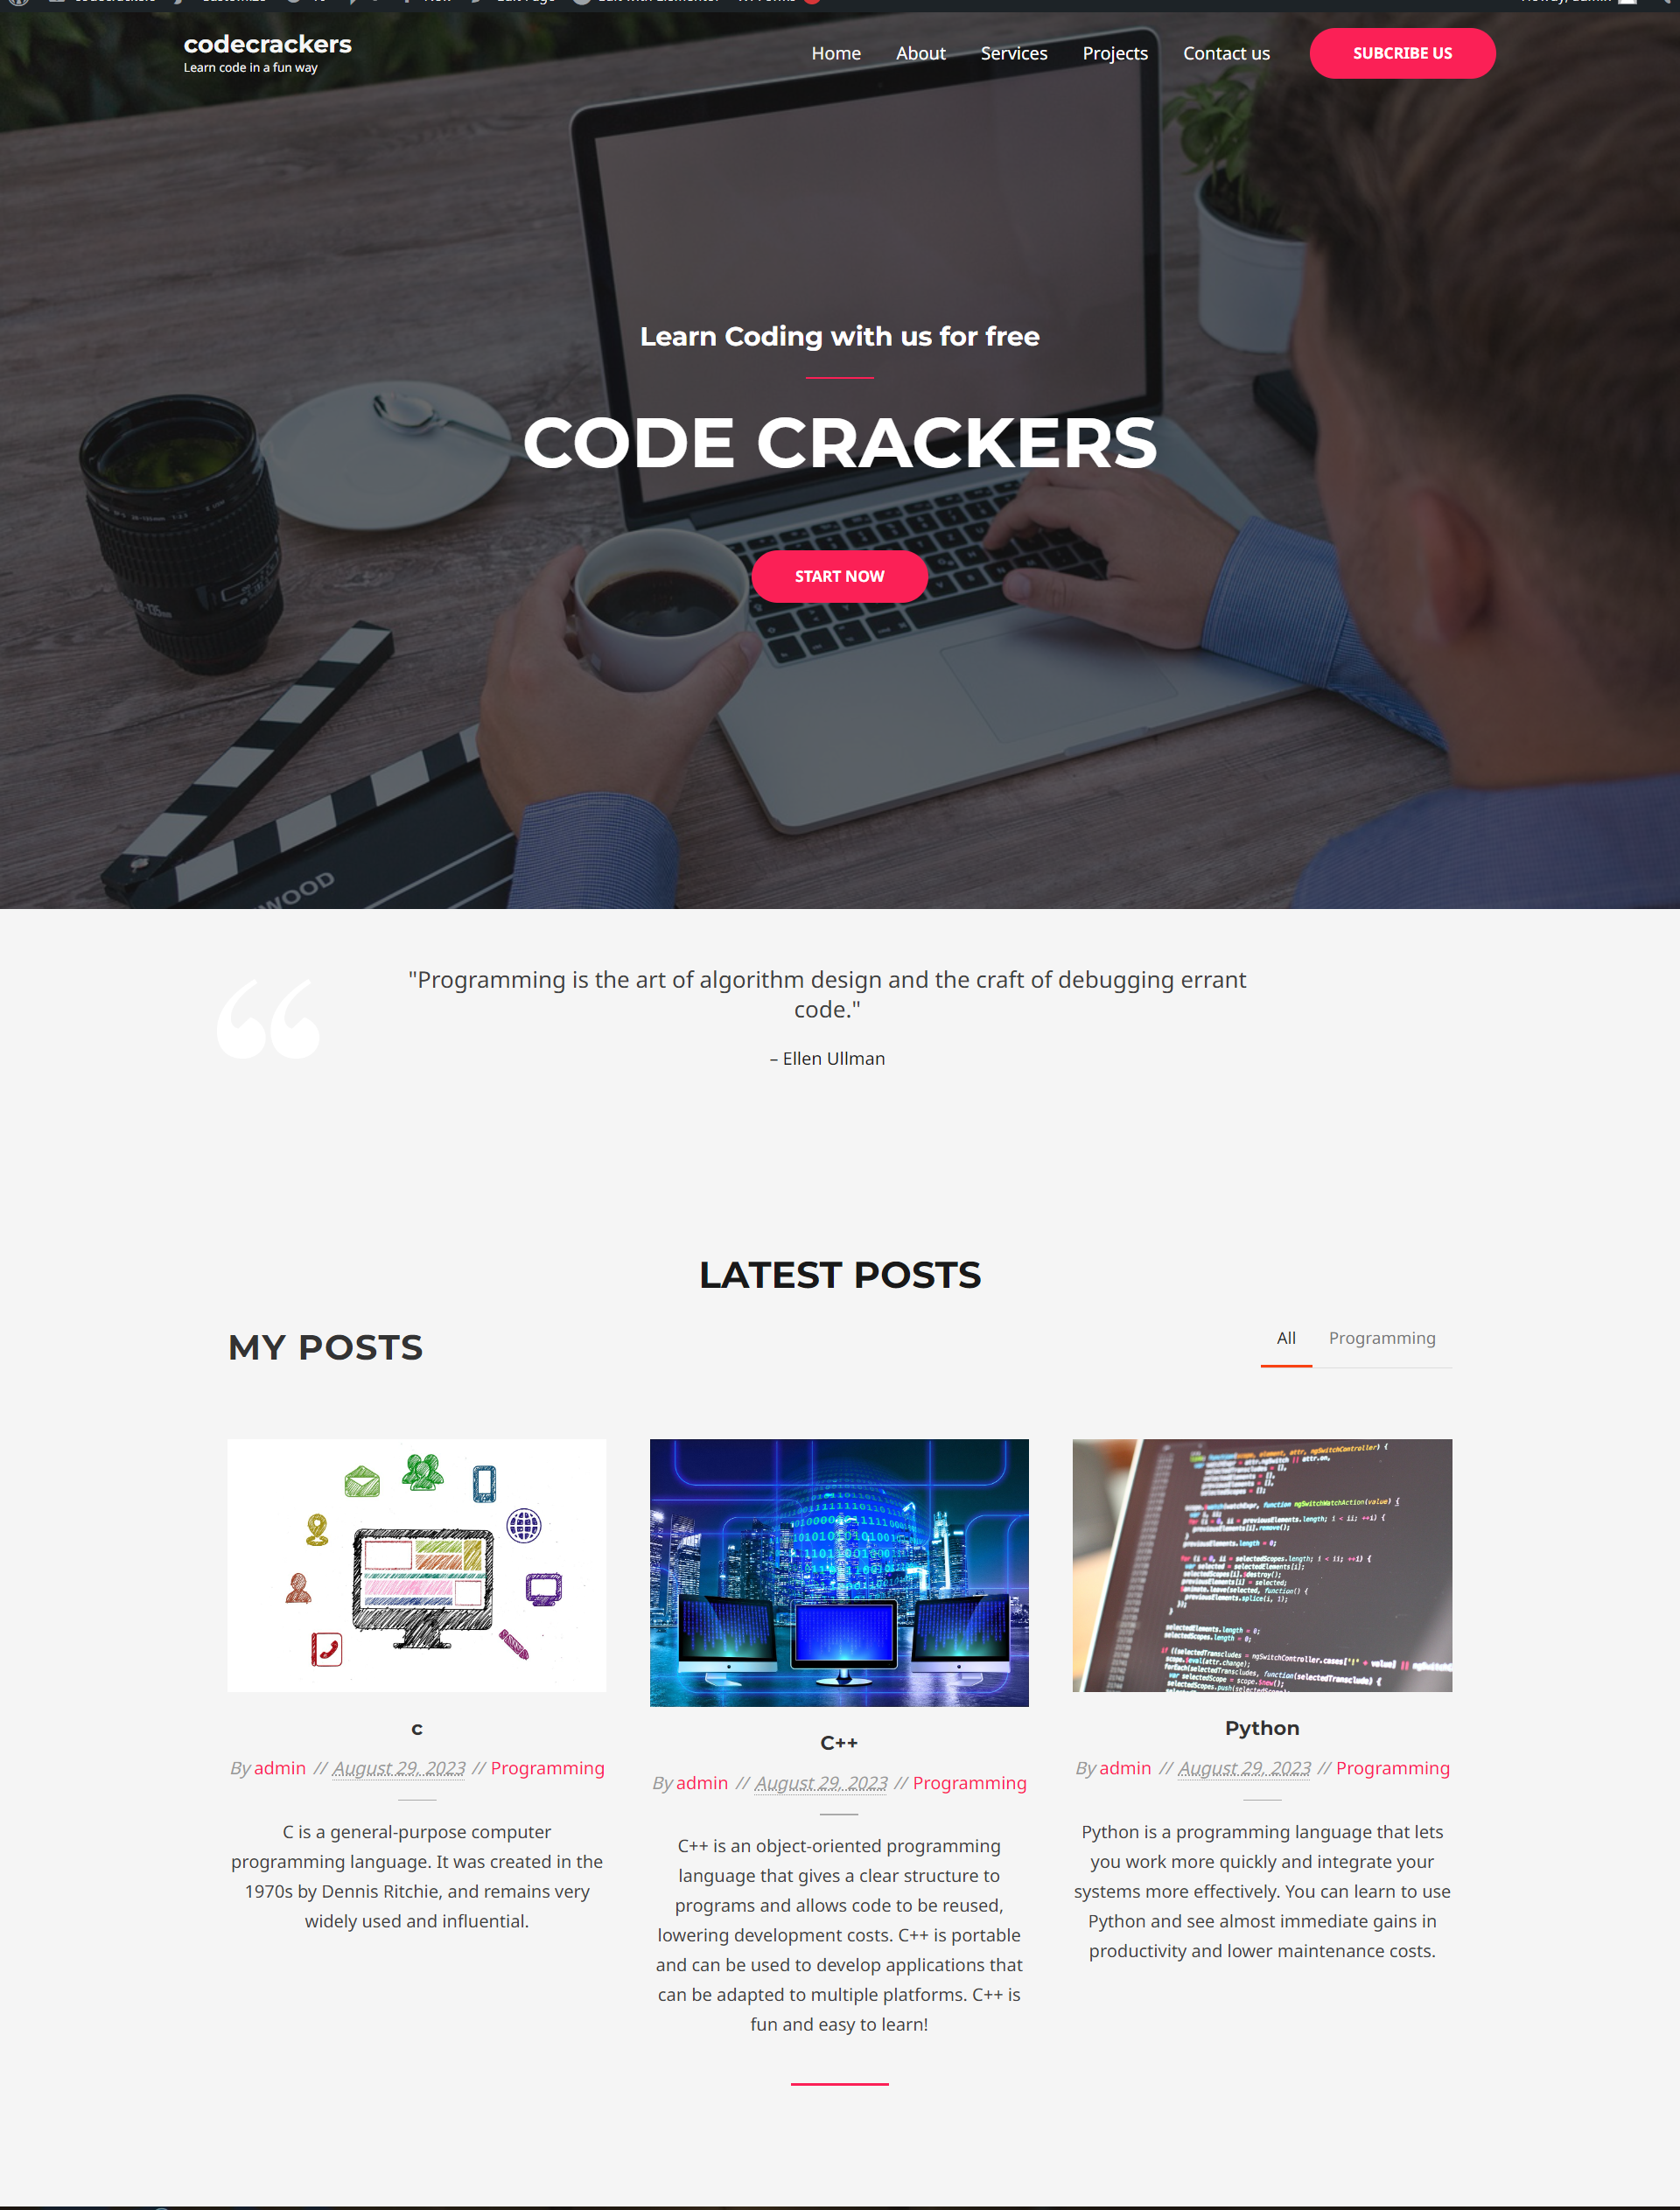 codecrackers
Learn code in a fun way
Home About Services Projects Contact us SUBCRIBE US
Learn Coding with us for free
CODE CRACKERS
START NOW
WOOD
"Programming is the art of algorithm design and the craft of debugging errant
code."
– Ellen Ullman
LATEST POSTS
MY POSTS
All Programming
c
By admin // August 29, 2023 // Programming
C is a general-purpose computer
programming language. It was created in the
1970s by Dennis Ritchie, and remains very
widely used and influential.
C++
By admin // August 29, 2023 // Programming
C++ is an object-oriented programming
language that gives a clear structure to
programs and allows code to be reused,
lowering development costs. C++ is portable
and can be used to develop applications that
can be adapted to multiple platforms. C++ is
fun and easy to learn!
Python
By admin // August 29, 2023 // Programming
Python is a programming language that lets
you work more quickly and integrate your
systems more effectively. You can learn to use
Python and see almost immediate gains in
productivity and lower maintenance costs.